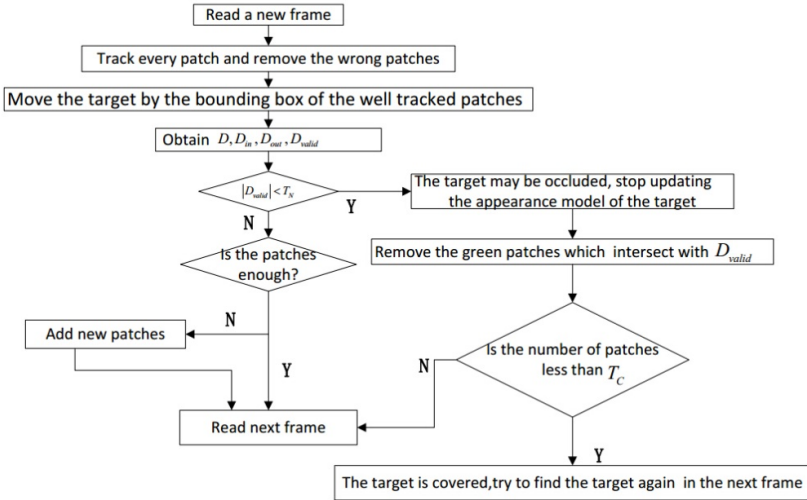 Read a new frame
Track every patch and remove the wrong patches
Move the target by the bounding box of the well tracked patches
Obtain D, D_in, D_out, D_valid
|D_valid| < T_N
Y
The target may be occluded, stop updating
the appearance model of the target
N
Is the patches
enough?
Remove the green patches which intersect with D_valid
N
Add new patches
Y
Is the number of patches
less than T_C
N
Read next frame
Y
The target is covered,try to find the target again in the next frame